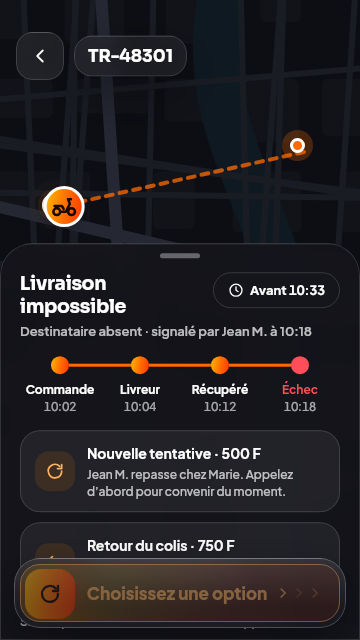 TR-48301
Livraison
impossible
Avant 10:33
Destinataire absent · signalé par Jean M. à 10:18
Commande Livreur Récupéré Échec
10:02 10:04 10:12 10:18
Nouvelle tentative · 500 F
Jean M. repasse chez Marie. Appelez
d'abord pour convenir du moment.
Retour du colis · 750 F
Choisissez une option